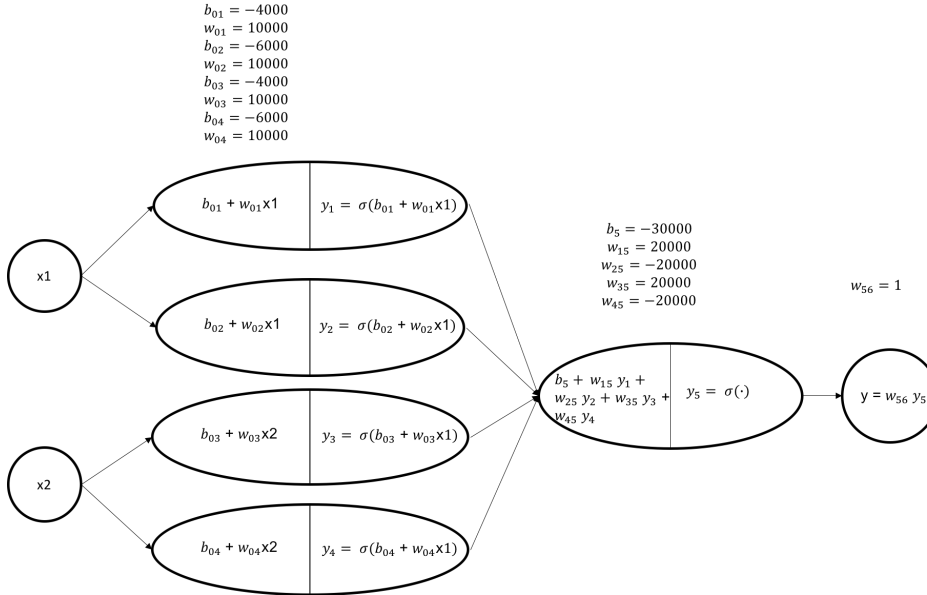 b₀₁ = −4000
w₀₁ = 10000
b₀₂ = −6000
w₀₂ = 10000
b₀₃ = −4000
w₀₃ = 10000
b₀₄ = −6000
w₀₄ = 10000
b₀₁ + w₀₁x1
y₁ = σ(b₀₁ + w₀₁x1)
x1
b₀₂ + w₀₂x1
y₂ = σ(b₀₂ + w₀₂x1)
b₀₃ + w₀₃x2
y₃ = σ(b₀₃ + w₀₃x1)
x2
b₀₄ + w₀₄x2
y₄ = σ(b₀₄ + w₀₄x1)
b₅ = −30000
w₁₅ = 20000
w₂₅ = −20000
w₃₅ = 20000
w₄₅ = −20000
b₅ + w₁₅ y₁ +
w₂₅ y₂ + w₃₅ y₃ +
w₄₅ y₄
y₅ = σ(·)
w₅₆ = 1
y = w₅₆ y₅